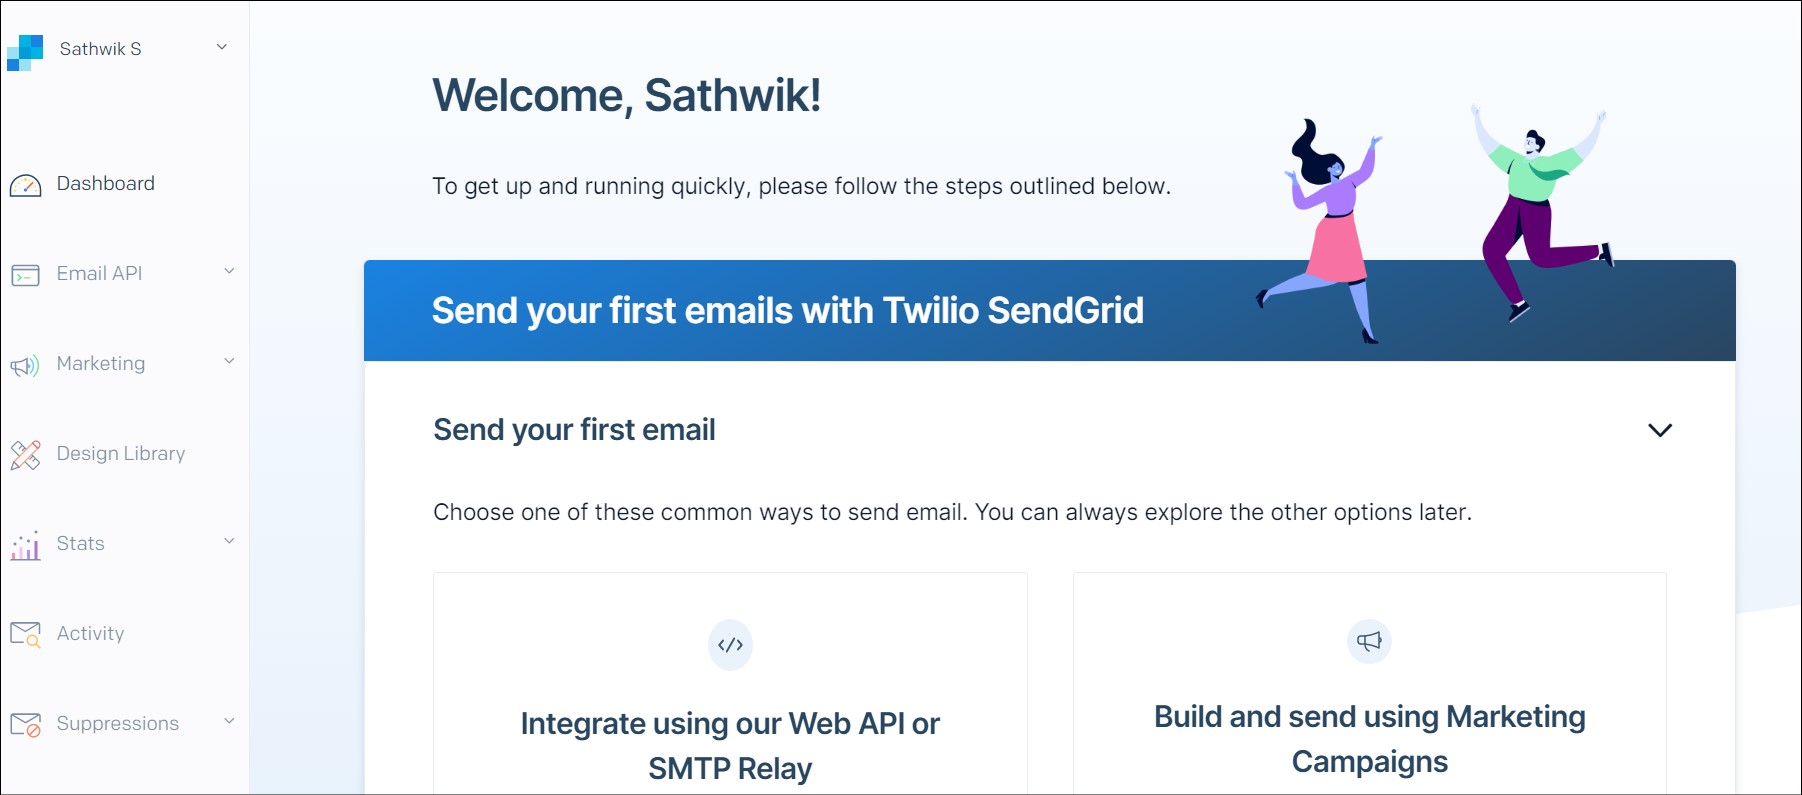 Sathwik S
Dashboard
Email API
Marketing
Design Library
Stats
Activity
Suppressions
Welcome, Sathwik!
To get up and running quickly, please follow the steps outlined below.
Send your first emails with Twilio SendGrid
Send your first email
Choose one of these common ways to send email. You can always explore the other options later.
Integrate using our Web API or
SMTP Relay
Build and send using Marketing
Campaigns